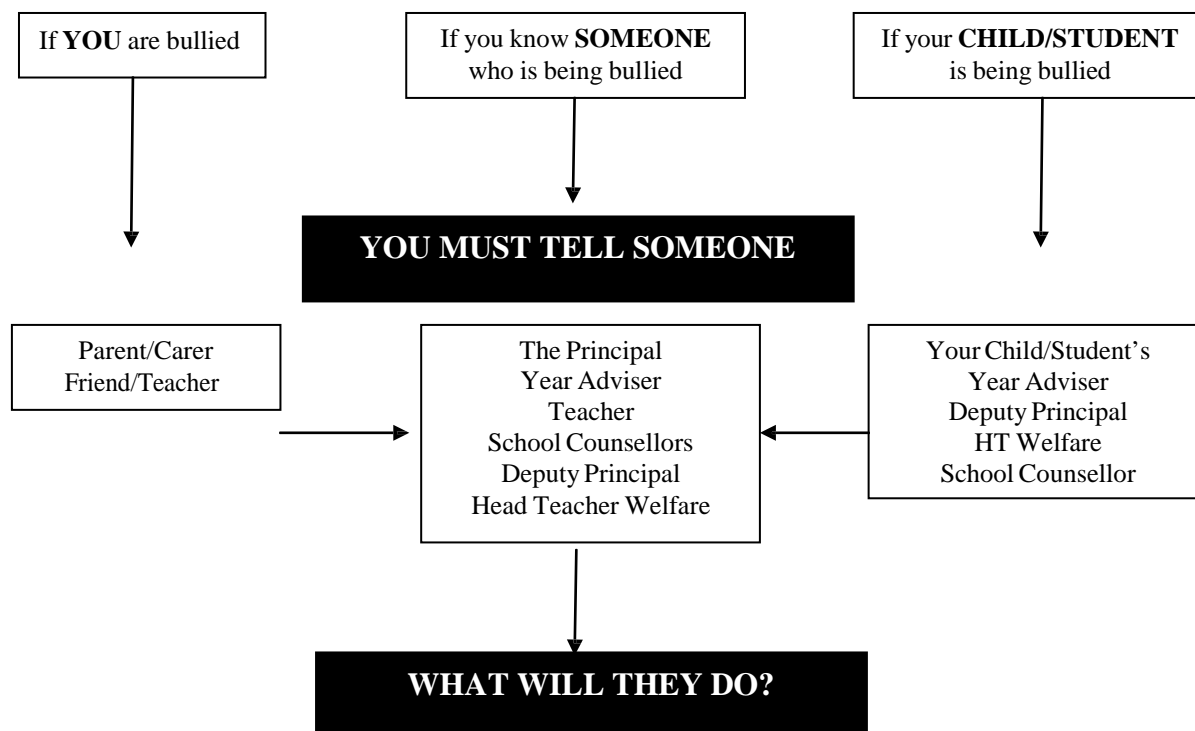 If YOU are bullied
If you know SOMEONE
who is being bullied
If your CHILD/STUDENT
is being bullied
YOU MUST TELL SOMEONE
Parent/Carer
Friend/Teacher
The Principal
Year Adviser
Teacher
School Counsellors
Deputy Principal
Head Teacher Welfare
Your Child/Student’s
Year Adviser
Deputy Principal
HT Welfare
School Counsellor
WHAT WILL THEY DO?